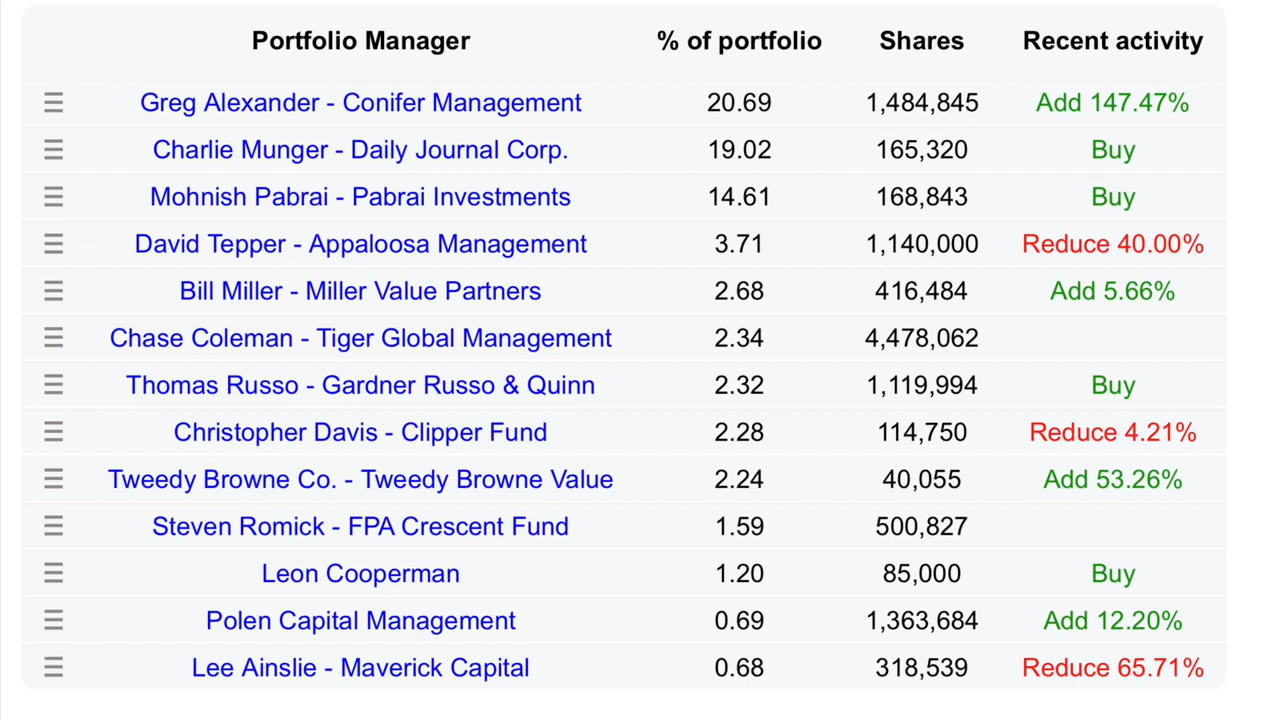 Portfolio Manager % of portfolio Shares Recent activity
Greg Alexander - Conifer Management 20.69 1,484,845 Add 147.47%
Charlie Munger - Daily Journal Corp. 19.02 165,320 Buy
Mohnish Pabrai - Pabrai Investments 14.61 168,843 Buy
David Tepper - Appaloosa Management 3.71 1,140,000 Reduce 40.00%
Bill Miller - Miller Value Partners 2.68 416,484 Add 5.66%
Chase Coleman - Tiger Global Management 2.34 4,478,062
Thomas Russo - Gardner Russo & Quinn 2.32 1,119,994 Buy
Christopher Davis - Clipper Fund 2.28 114,750 Reduce 4.21%
Tweedy Browne Co. - Tweedy Browne Value 2.24 40,055 Add 53.26%
Steven Romick - FPA Crescent Fund 1.59 500,827
Leon Cooperman 1.20 85,000 Buy
Polen Capital Management 0.69 1,363,684 Add 12.20%
Lee Ainslie - Maverick Capital 0.68 318,539 Reduce 65.71%